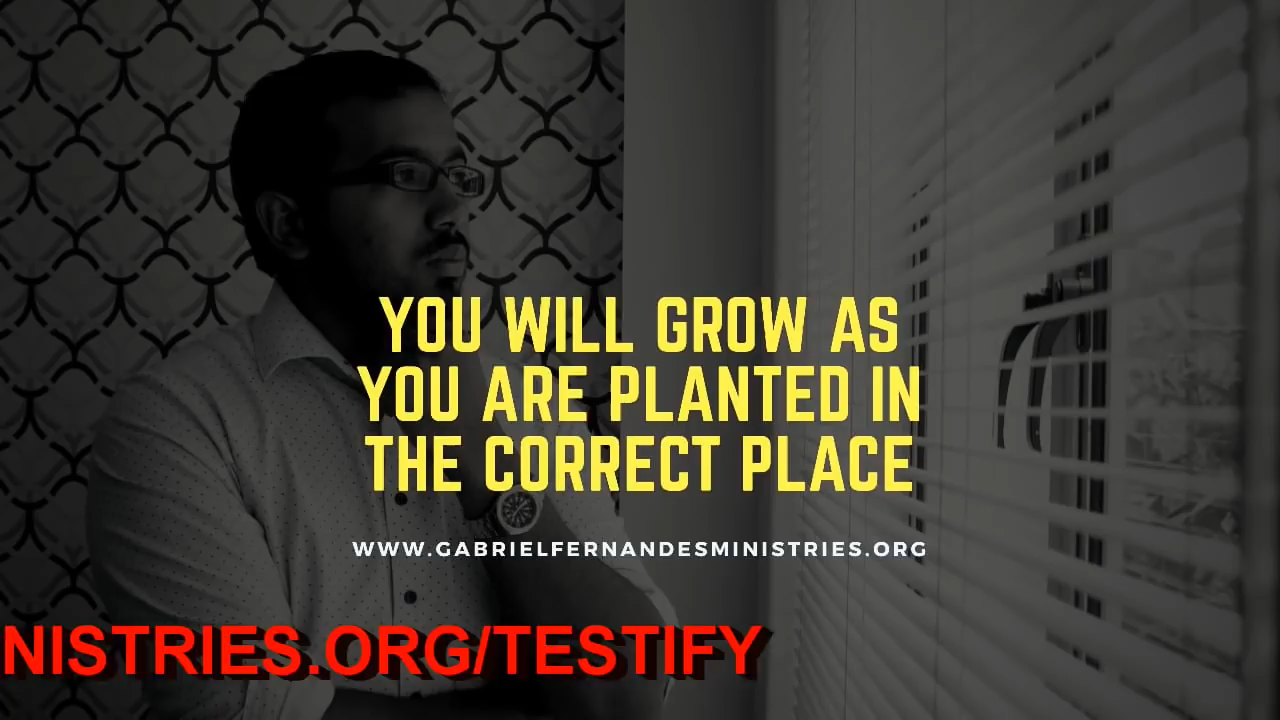 YOU WILL GROW AS
YOU ARE PLANTED IN
THE CORRECT PLACE
WWW.GABRIELFERNANDESMINISTRIES.ORG
NISTRIES.ORG/TESTIFY